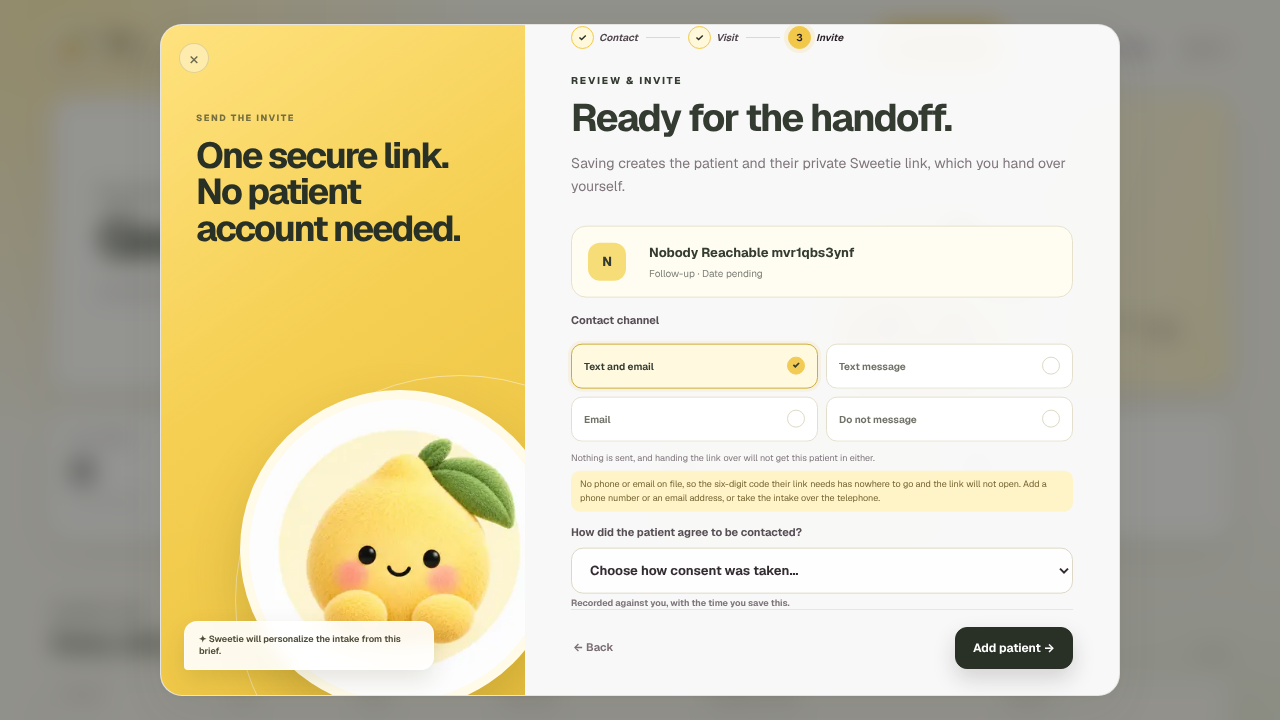 ×
SEND THE INVITE
One secure link.
No patient
account needed.
✦ Sweetie will personalize the intake from this
brief.
✓ Contact ✓ Visit 3 Invite
REVIEW & INVITE
Ready for the handoff.
Saving creates the patient and their private Sweetie link, which you hand over
yourself.
N
Nobody Reachable mvr1qbs3ynf
Follow-up · Date pending
Contact channel
Text and email
Text message
Email
Do not message
Nothing is sent, and handing the link over will not get this patient in either.
No phone or email on file, so the six-digit code their link needs has nowhere to go and the link will not open. Add a
phone number or an email address, or take the intake over the telephone.
How did the patient agree to be contacted?
Choose how consent was taken...
Recorded against you, with the time you save this.
← Back
Add patient →